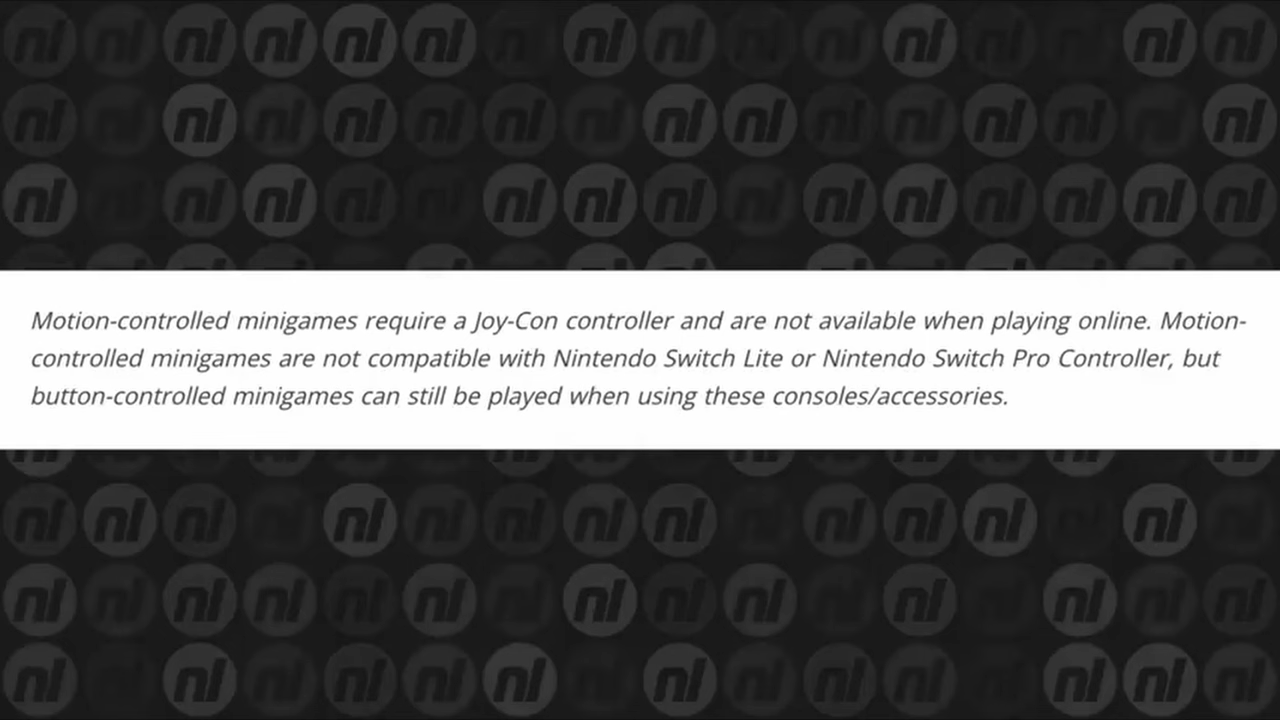 Motion-controlled minigames require a Joy-Con controller and are not available when playing online. Motion-
controlled minigames are not compatible with Nintendo Switch Lite or Nintendo Switch Pro Controller, but
button-controlled minigames can still be played when using these consoles/accessories.